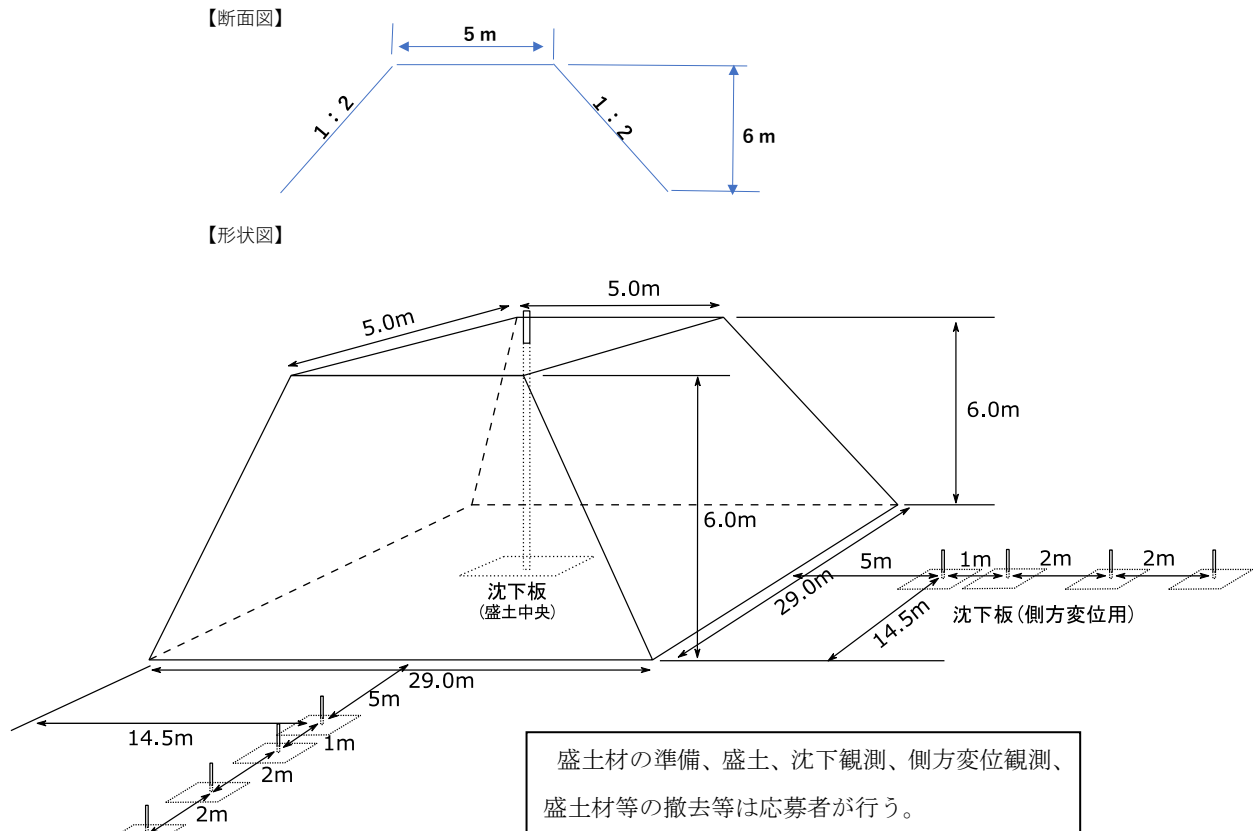 【断面図】
5 m
1：2
1：2
6 m
【形状図】
5.0m
5.0m
6.0m
6.0m
5m
1m
2m
2m
沈下板
(盛土中央)
29.0m
14.5m
沈下板(側方変位用)
29.0m
5m
14.5m
1m
2m
2m
盛土材の準備、盛土、沈下観測、側方変位観測、
盛土材等の撤去等は応募者が行う。